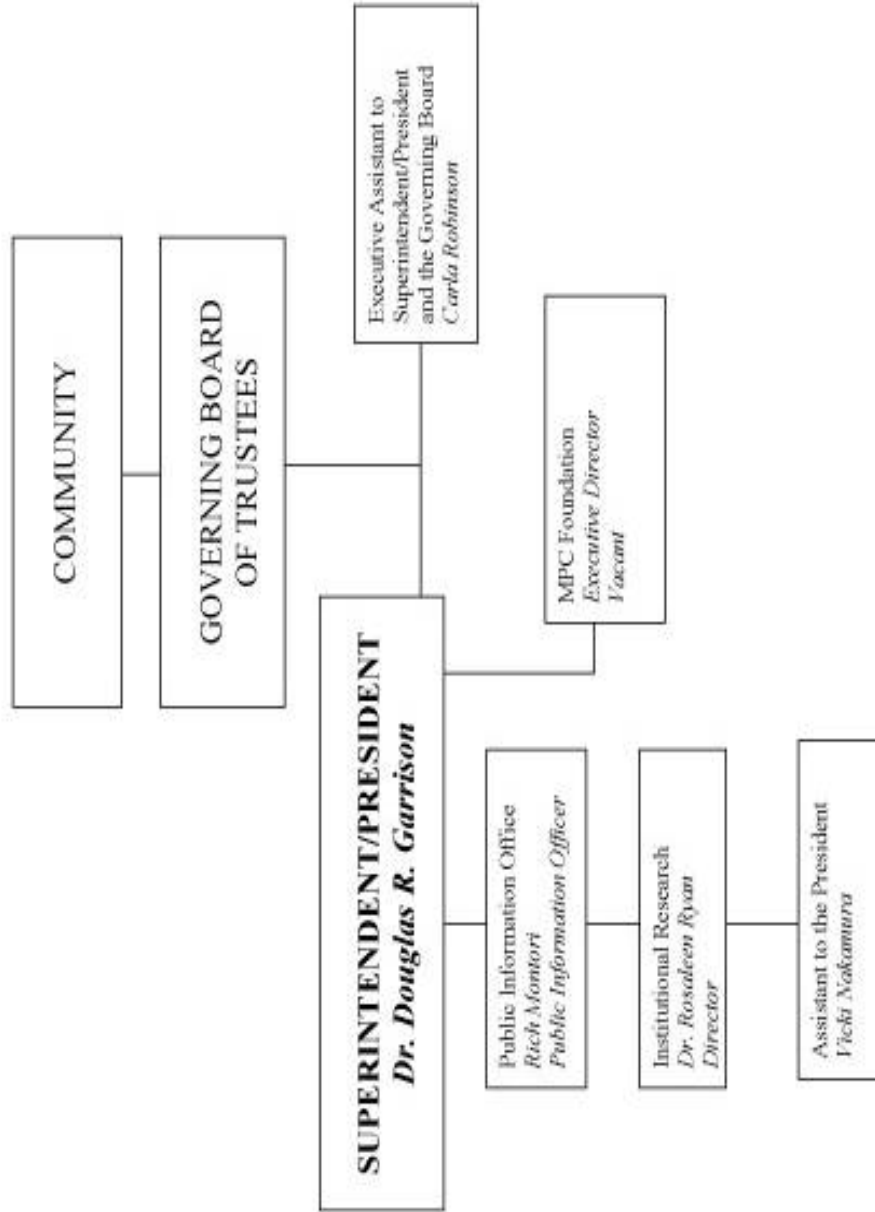 COMMUNITY
GOVERNING BOARD
OF TRUSTEES
Executive Assistant to
Superintendent/President
and the Governing Board
Carla Robinson
SUPERINTENDENT/PRESIDENT
Dr. Douglas R. Garrison
MPC Foundation
Executive Director
Vacant
Public Information Office
Rich Montori
Public Information Officer
Institutional Research
Dr. Rosaleen Ryan
Director
Assistant to the President
Vicki Nakamura